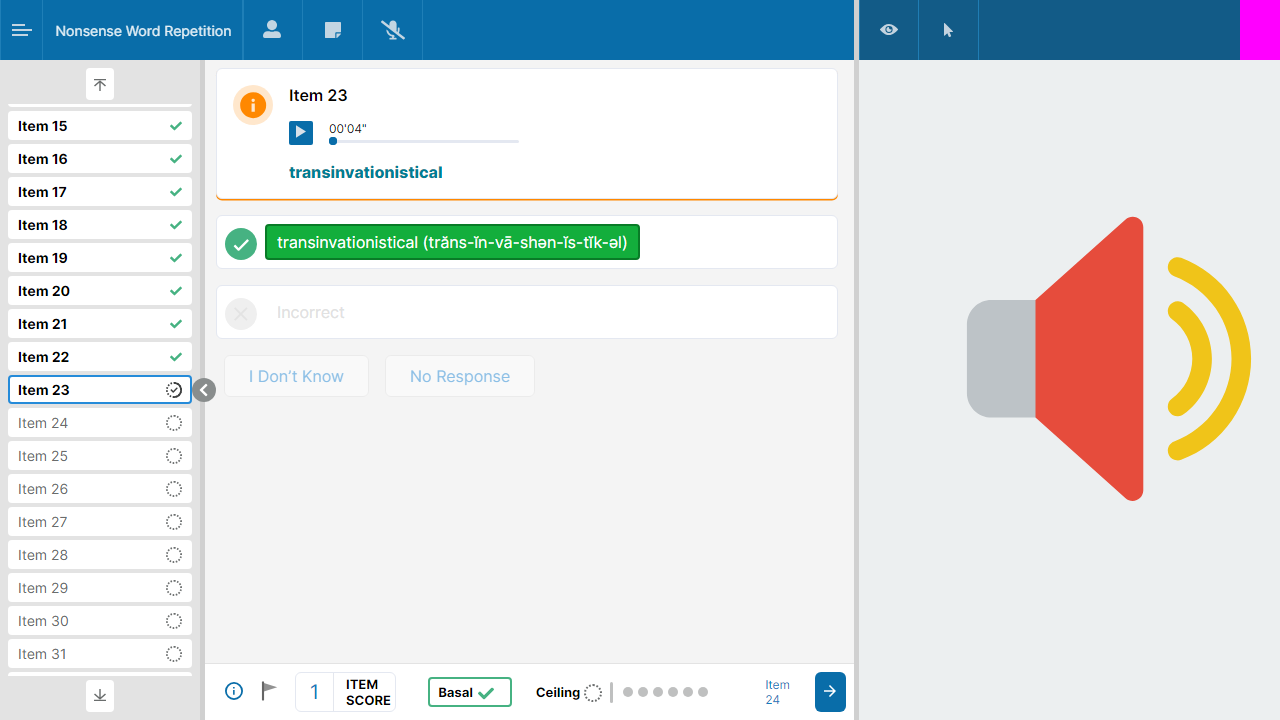 Nonsense Word Repetition
Item 15
Item 16
Item 17
Item 18
Item 19
Item 20
Item 21
Item 22
Item 23
Item 24
Item 25
Item 26
Item 27
Item 28
Item 29
Item 30
Item 31
Item 23
00'04"
transinvationistical
transinvationistical (trăns-ĭn-vā-shən-ĭs-tĭk-əl)
Incorrect
I Don’t Know
No Response
1
ITEM
SCORE
Basal
Ceiling
Item
24